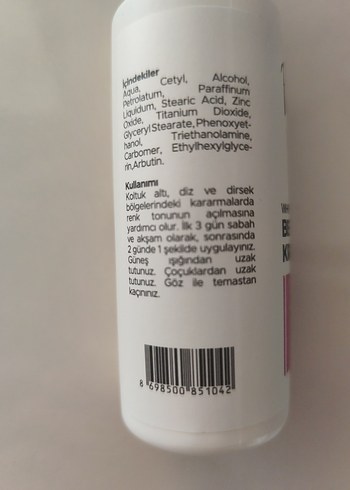 İçindekiler
Aqua, Cetyl, Alcohol,
Petrolatum, Paraffinum
Liquidum, Stearic Acid, Zinc
Oxide, Titanium Dioxide,
Glyceryl Stearate, Phenoxyet-
hanol, Triethanolamine,
Carbomer, Ethylhexylglyce-
rin,Arbutin.
Kullanımı
Koltuk altı, diz ve dirsek
bölgelerindeki kararmalarda
renk tonunun açılmasına
yardımcı olur. İlk 3 gün sabah
ve akşam olarak, sonrasında
2 günde 1 şekilde uygulayınız.
Güneş ışığından uzak
tutunuz. Çoçuklardan uzak
tutunuz. Göz ile temastan
kaçınınız.
8 698500 851042